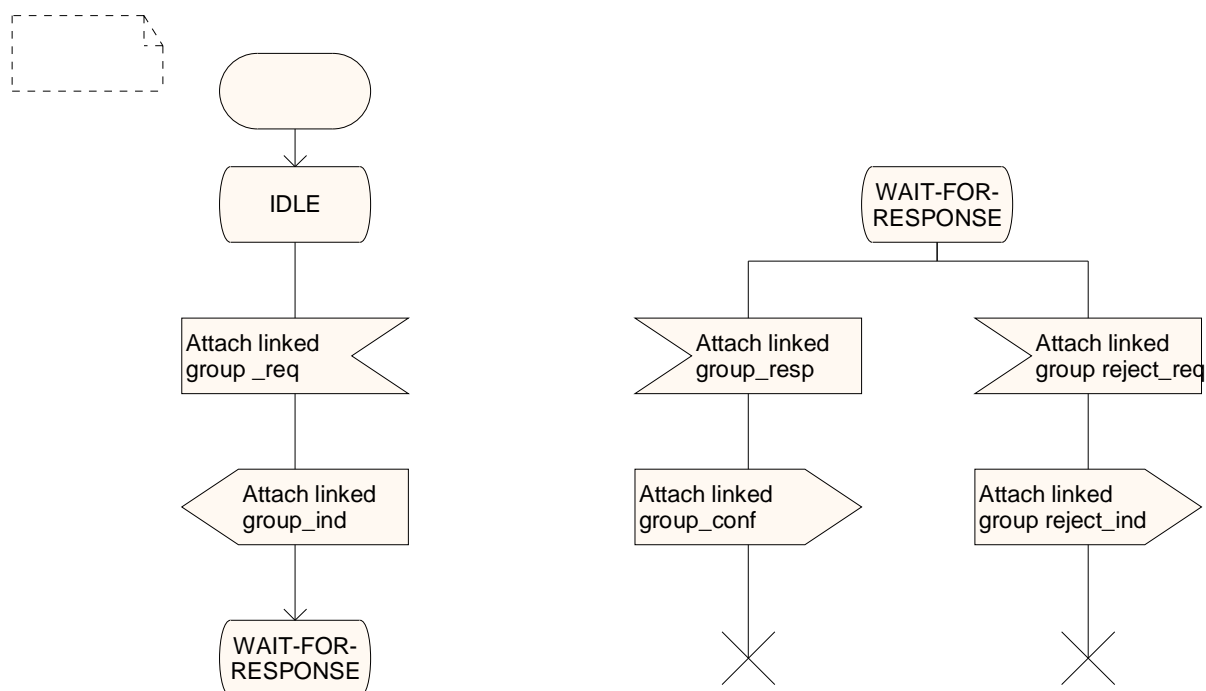 IDLE
WAIT-FOR-
RESPONSE
Attach linked
group _req
Attach linked
group_resp
Attach linked
group reject_req
Attach linked
group_ind
Attach linked
group_conf
Attach linked
group reject_ind
WAIT-FOR-
RESPONSE